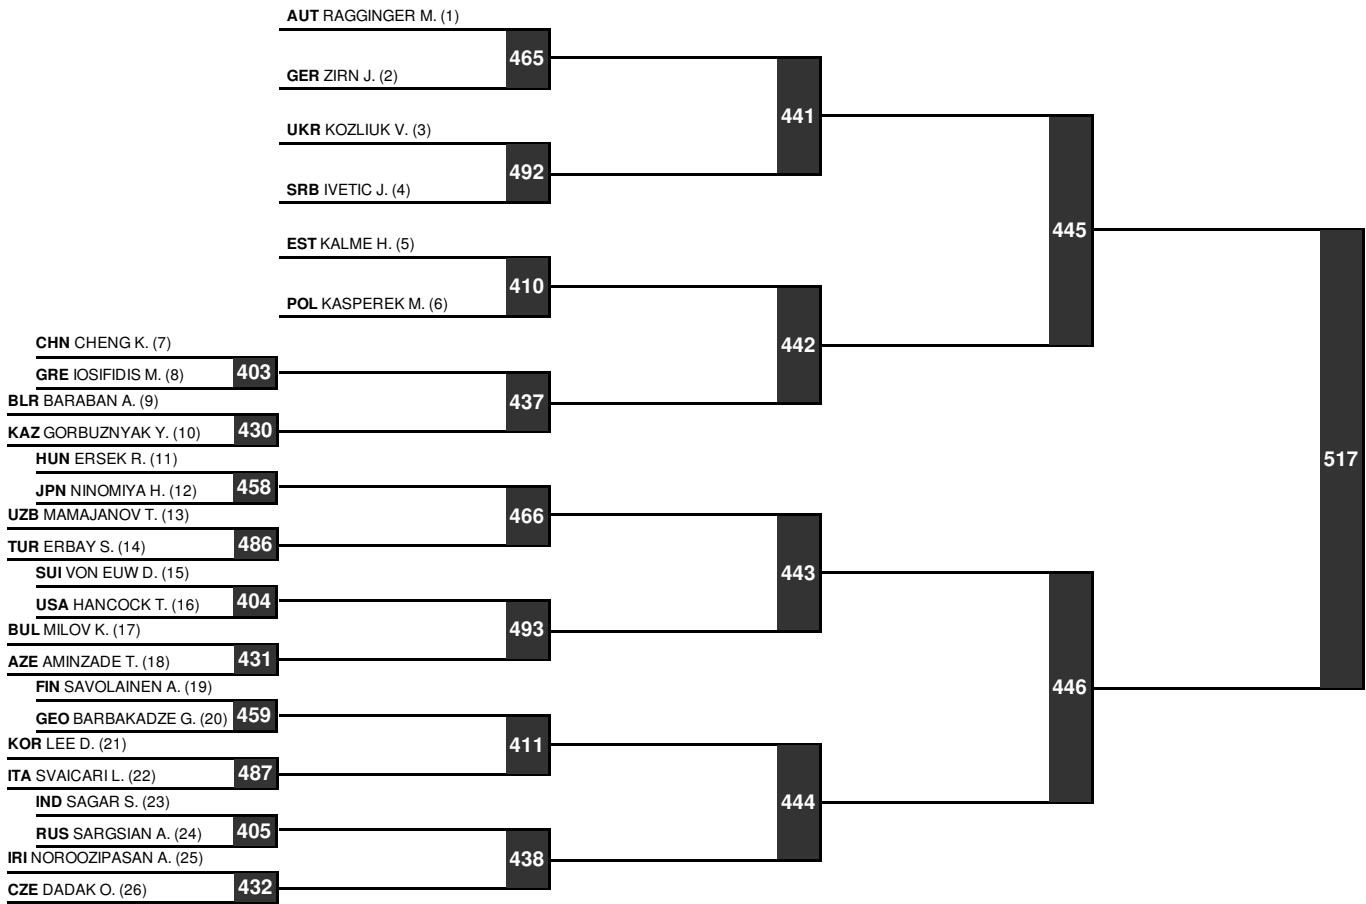 AUT RAGGINGER M. (1)
465
GER ZIRN J. (2)
441
UKR KOZLIUK V. (3)
492
SRB IVETIC J. (4)
445
EST KALME H. (5)
410
POL KASPEREK M. (6)
442
CHN CHENG K. (7)
403
GRE IOSIFIDIS M. (8)
437
BLR BARABAN A. (9)
430
KAZ GORBUZNYAK Y. (10)
517
HUN ERSEK R. (11)
458
JPN NINOMIYA H. (12)
466
UZB MAMAJANOV T. (13)
486
TUR ERBAY S. (14)
443
SUI VON EUW D. (15)
404
USA HANCOCK T. (16)
493
BUL MILOV K. (17)
431
AZE AMINZADE T. (18)
446
FIN SAVOLAINEN A. (19)
459
GEO BARBAKADZE G. (20)
411
KOR LEE D. (21)
487
ITA SVAICARI L. (22)
444
IND SAGAR S. (23)
405
RUS SARGSIAN A. (24)
438
IRI NOROOZIPASAN A. (25)
432
CZE DADAK O. (26)